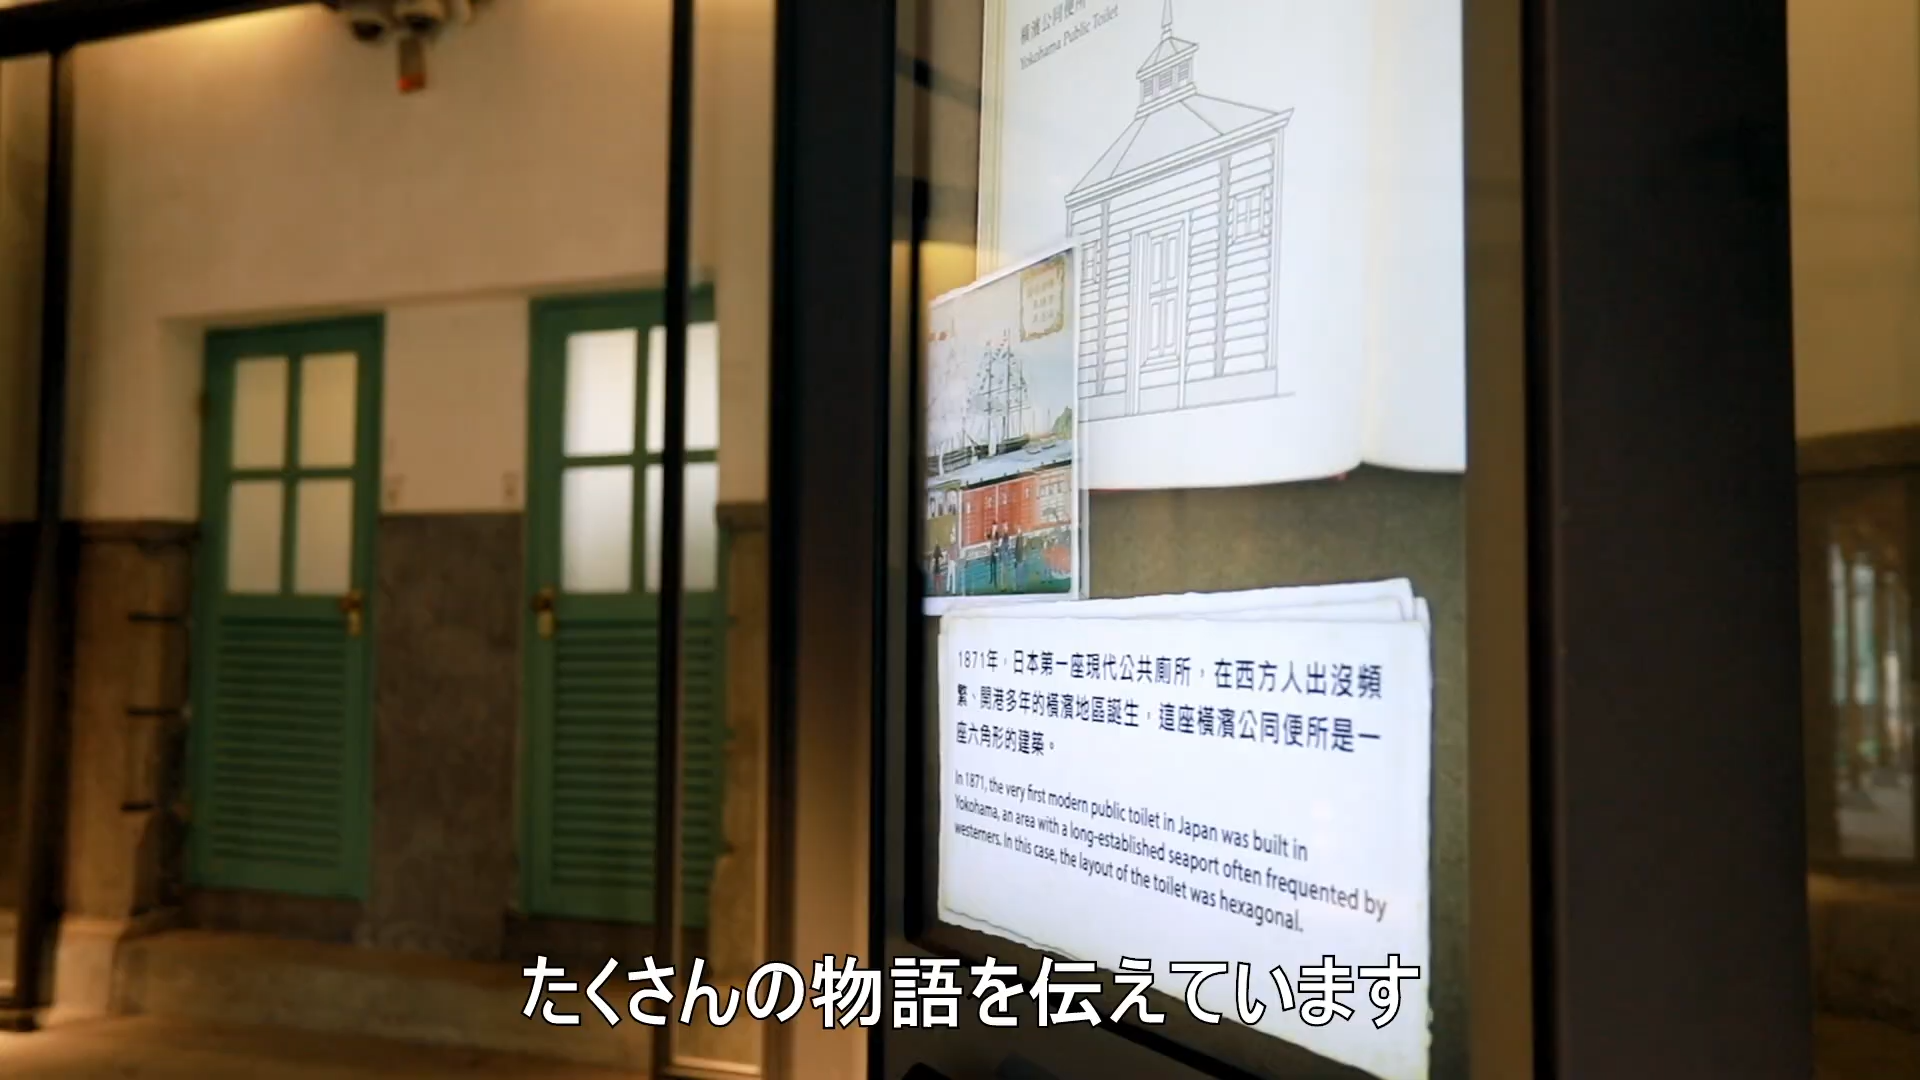 橫濱公同便所
Yokohama Public Toilet
1871年,日本第一座現代公共廁所,在西方人出沒頻
繁、開港多年的橫濱地區誕生,這座橫濱公同便所是一
座六角形的建築。
In 1871, the very first modern public toilet in Japan was built in
Yokohama, an area with a long-established seaport often frequented by
westerners. In this case, the layout of the toilet was hexagonal.
たくさんの物語を伝えています